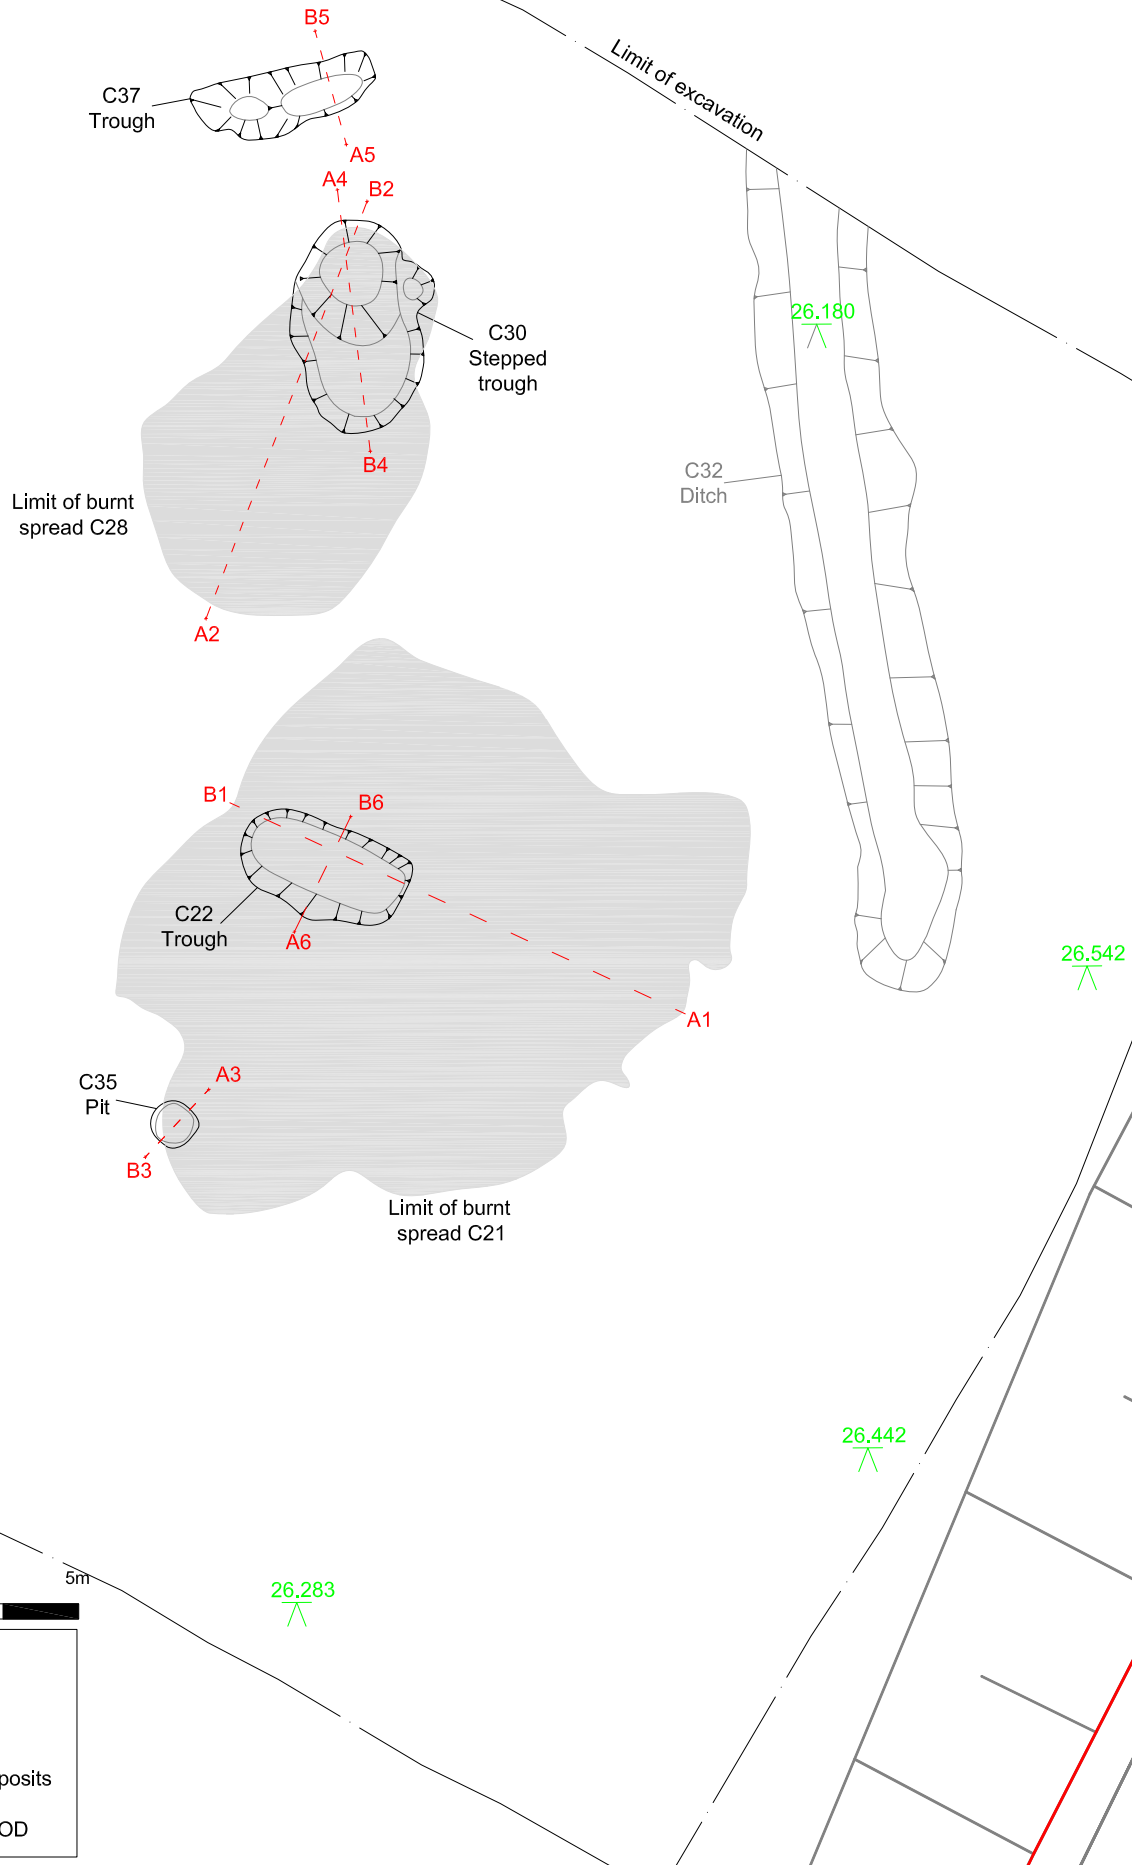 B5
Limit of excavation
C37
Trough
A5
A4
B2
26.180
C30
Stepped
trough
B4
C32
Ditch
Limit of burnt
spread C28
A2
B1
B6
C22
Trough
A6
26.542
A1
A3
C35
Pit
B3
Limit of burnt
spread C21
26.442
5m
26.283
posits
OD